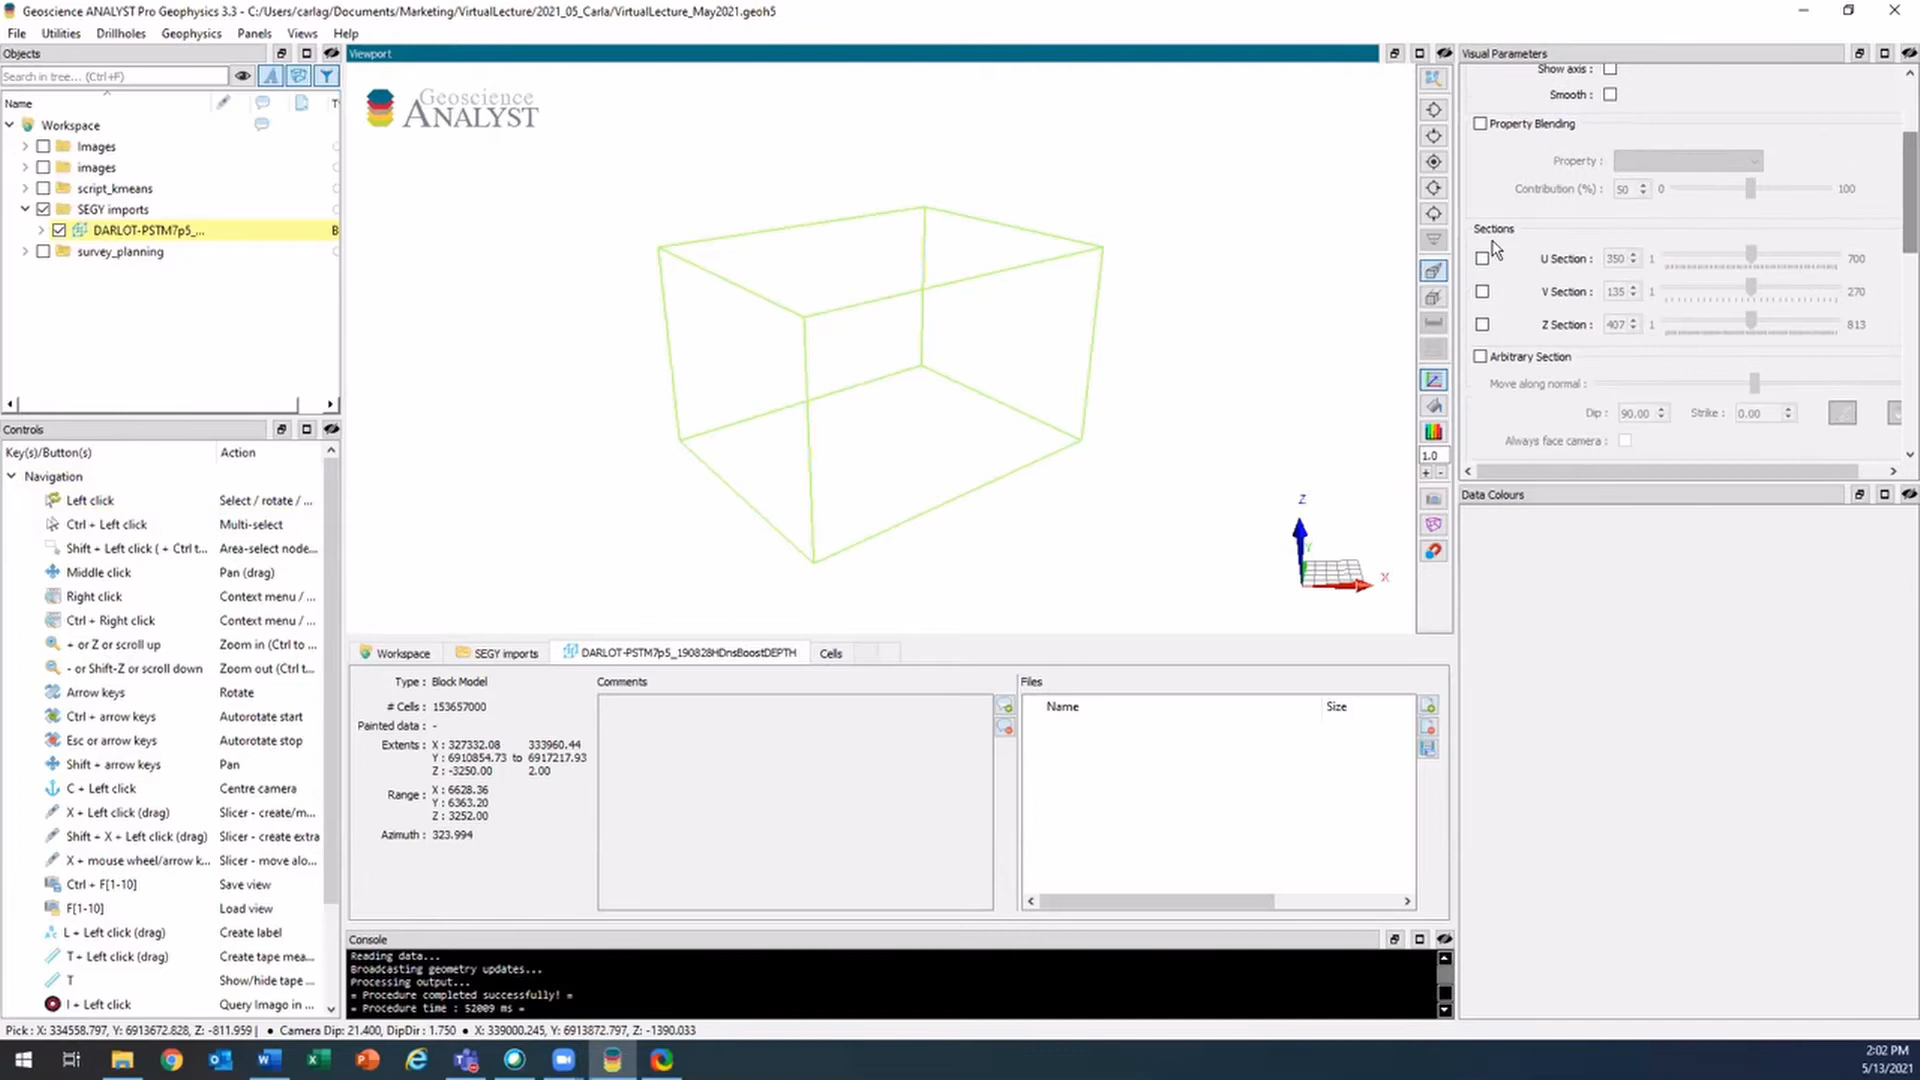 Geoscience ANALYST Pro Geophysics 3.3 - C:/Users/carlag/Documents/Marketing/VirtualLecture/2021_05_Carla/VirtualLecture_May2021.geoh5
File Utilities Drillholes Geophysics Panels Views Help
Objects
Search in tree... (Ctrl+F)
Name
Workspace
Images
images
script_kmeans
SEGY imports
DARLOT-PSTM7p5_... B
survey_planning
Controls
Key(s)/Button(s) Action
Navigation
Left click Select / rotate / ...
Ctrl + Left click Multi-select
Shift + Left click ( + Ctrl t... Area-select node...
Middle click Pan (drag)
Right click Context menu / ...
Ctrl + Right click Context menu / ...
+ or Z or scroll up Zoom in (Ctrl to ...
- or Shift-Z or scroll down Zoom out (Ctrl t...
Arrow keys Rotate
Ctrl + arrow keys Autorotate start
Esc or arrow keys Autorotate stop
Shift + arrow keys Pan
C + Left click Centre camera
X + Left click (drag) Slicer - create/m...
Shift + X + Left click (drag) Slicer - create extra
X + mouse wheel/arrow k... Slicer - move alo...
Ctrl + F[1-10] Save view
F[1-10] Load view
L + Left click (drag) Create label
T + Left click (drag) Create tape mea...
T Show/hide tape ...
I + Left click Query Imago in ...
Viewport
Geoscience
ANALYST
Z
Y
X
1.0
Workspace SEGY imports DARLOT-PSTM7p5_190828HDnsBoostDEPTH Cells
Type : Block Model
# Cells : 153657000
Painted data : -
Extents : X : 327332.08 333960.44
Y : 6910854.73 to 6917217.93
Z : -3250.00 2.00
Range : X : 6628.36
Y : 6363.20
Z : 3252.00
Azimuth : 323.994
Comments
Files
Name Size
Console
Reading data...
Broadcasting geometry updates...
Processing output...
= Procedure completed successfully! =
= Procedure time : 52009 ms =
Visual Parameters
Show axis :
Smooth :
Property Blending
Property :
Contribution (%) : 50 0 100
Sections
U Section : 350 1 700
V Section : 135 1 270
Z Section : 407 1 813
Arbitrary Section
Move along normal :
Dip : 90.00 Strike : 0.00
Always face camera :
Data Colours
Pick : X: 334558.797, Y: 6913672.828, Z: -811.959 | • Camera Dip: 21.400, DipDir : 1.750 • X: 339000.245, Y: 6913872.797, Z: -1390.033
2:02 PM
5/13/2021